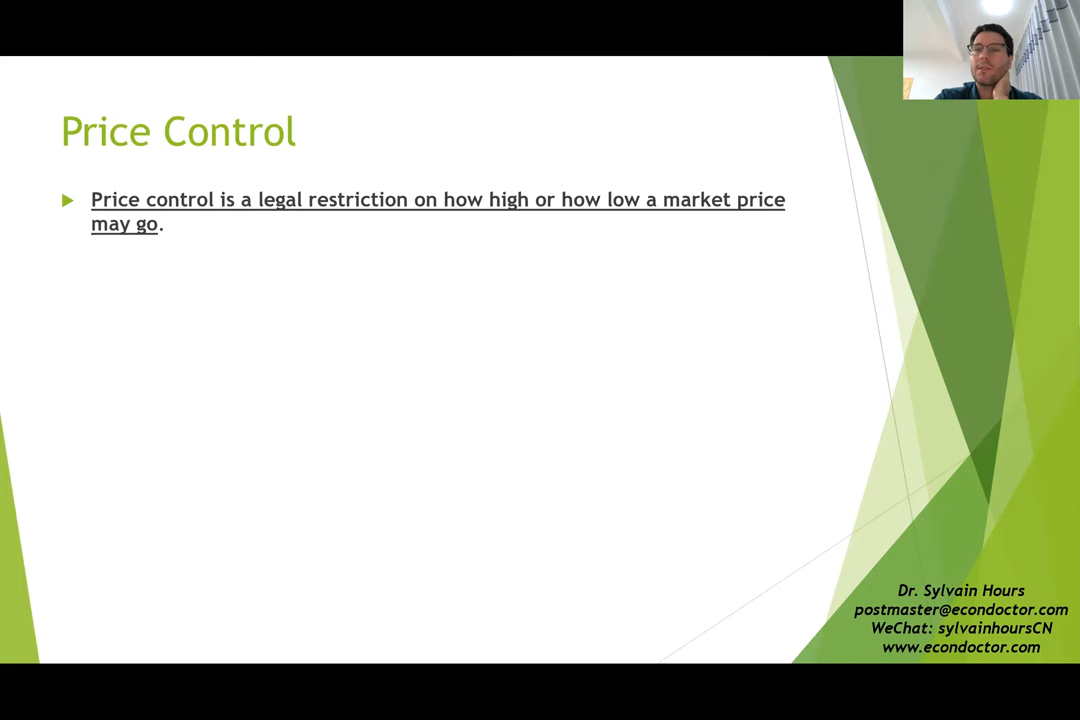 Price Control
Price control is a legal restriction on how high or how low a market price
may go.
Dr. Sylvain Hours
postmaster@econdoctor.com
WeChat: sylvainhoursCN
www.econdoctor.com